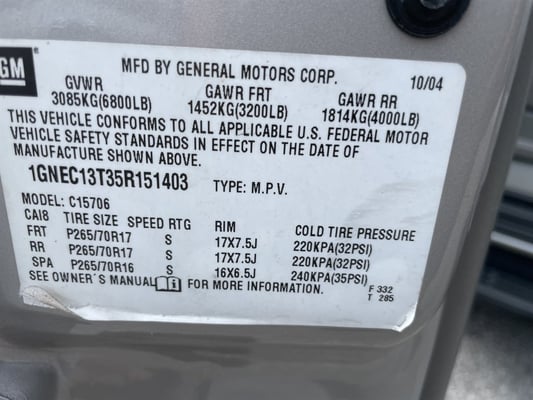 GM
MFD BY GENERAL MOTORS CORP. 10/04
GVWR GAWR FRT GAWR RR
3085KG(6800LB) 1452KG(3200LB) 1814KG(4000LB)
THIS VEHICLE CONFORMS TO ALL APPLICABLE U.S. FEDERAL MOTOR
VEHICLE SAFETY STANDARDS IN EFFECT ON THE DATE OF
MANUFACTURE SHOWN ABOVE.
1GNEC13T35R151403 TYPE: M.P.V.
MODEL: C15706
CAI8 TIRE SIZE SPEED RTG RIM COLD TIRE PRESSURE
FRT P265/70R17 S 17X7.5J 220KPA(32PSI)
RR P265/70R17 S 17X7.5J 220KPA(32PSI)
SPA P265/70R16 S 16X6.5J 240KPA(35PSI)
SEE OWNER'S MANUAL FOR MORE INFORMATION. F 332
T 285